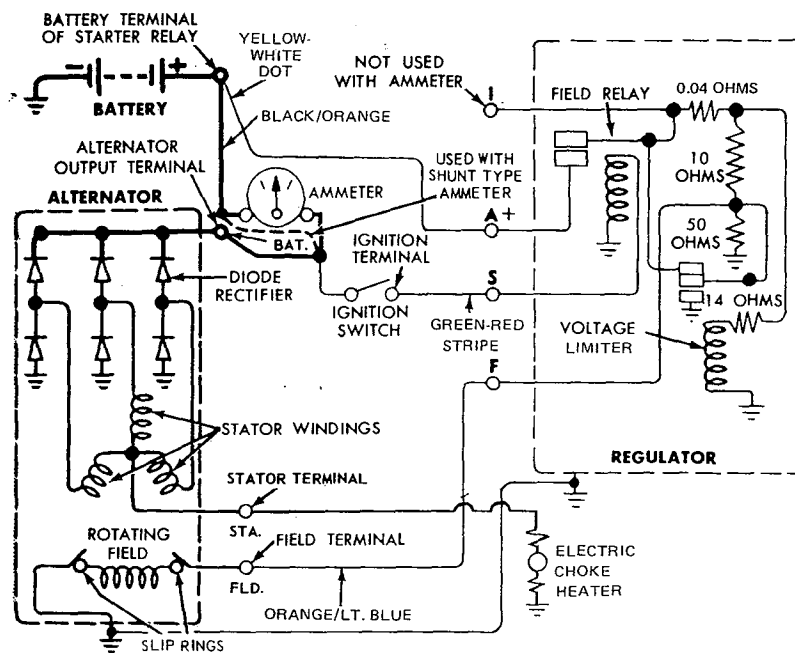 BATTERY TERMINAL
OF STARTER RELAY
YELLOW-
WHITE
DOT
-
+
BATTERY
BLACK/ORANGE
NOT USED
WITH AMMETER
I
FIELD RELAY
0.04 OHMS
10
OHMS
50
OHMS
14 OHMS
ALTERNATOR
OUTPUT TERMINAL
AMMETER
USED WITH
SHUNT TYPE
AMMETER
A +
ALTERNATOR
BAT.
IGNITION
TERMINAL
S
DIODE
RECTIFIER
IGNITION
SWITCH
GREEN-RED
STRIPE
VOLTAGE
LIMITER
F
STATOR WINDINGS
REGULATOR
STATOR TERMINAL
STA.
ROTATING
FIELD
FIELD TERMINAL
FLD.
ELECTRIC
CHOKE
HEATER
ORANGE/LT. BLUE
SLIP RINGS